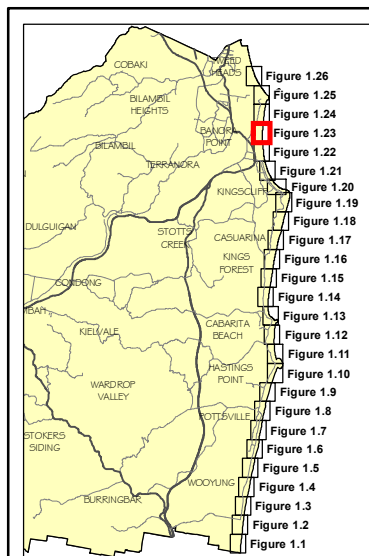 COBAKI
WEED
HEADS
Figure 1.26
BILAMBIL
HEIGHTS
Figure 1.25
Figure 1.24
BANORA
POINT
Figure 1.23
BILAMBIL
Figure 1.22
TERRANORA
Figure 1.21
KINGSCLIFF
Figure 1.20
Figure 1.19
DULGUIGAN
Figure 1.18
STOTTS
CREEK
CASUARINA
Figure 1.17
KINGS
FOREST
Figure 1.16
Figure 1.15
CONDONG
Figure 1.14
BAH
Figure 1.13
KIELVALE
CABARITA
BEACH
Figure 1.12
Figure 1.11
HASTINGS
POINT
Figure 1.10
WARDROP
VALLEY
Figure 1.9
POTTSVILLE
Figure 1.8
STOKERS
SIDING
Figure 1.7
Figure 1.6
Figure 1.5
WOOYUNG
Figure 1.4
BURRINGBAR
Figure 1.3
Figure 1.2
Figure 1.1